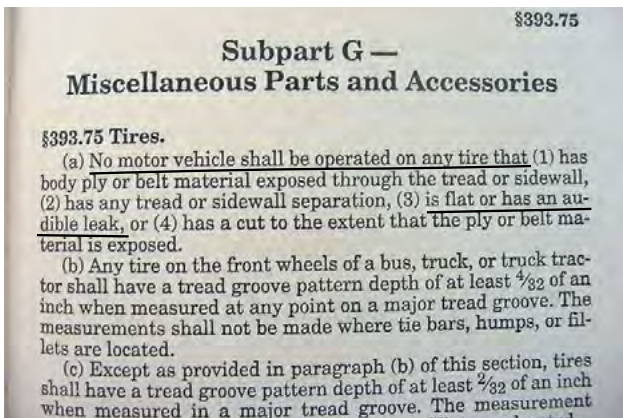 §393.75
Subpart G —
Miscellaneous Parts and Accessories
§393.75 Tires.
(a) No motor vehicle shall be operated on any tire that (1) has
body ply or belt material exposed through the tread or sidewall,
(2) has any tread or sidewall separation, (3) is flat or has an au-
dible leak, or (4) has a cut to the extent that the ply or belt ma-
terial is exposed.
(b) Any tire on the front wheels of a bus, truck, or truck trac-
tor shall have a tread groove pattern depth of at least 4/32 of an
inch when measured at any point on a major tread groove. The
measurements shall not be made where tie bars, humps, or fil-
lets are located.
(c) Except as provided in paragraph (b) of this section, tires
shall have a tread groove pattern depth of at least 2/32 of an inch
when measured in a major tread groove. The measurement